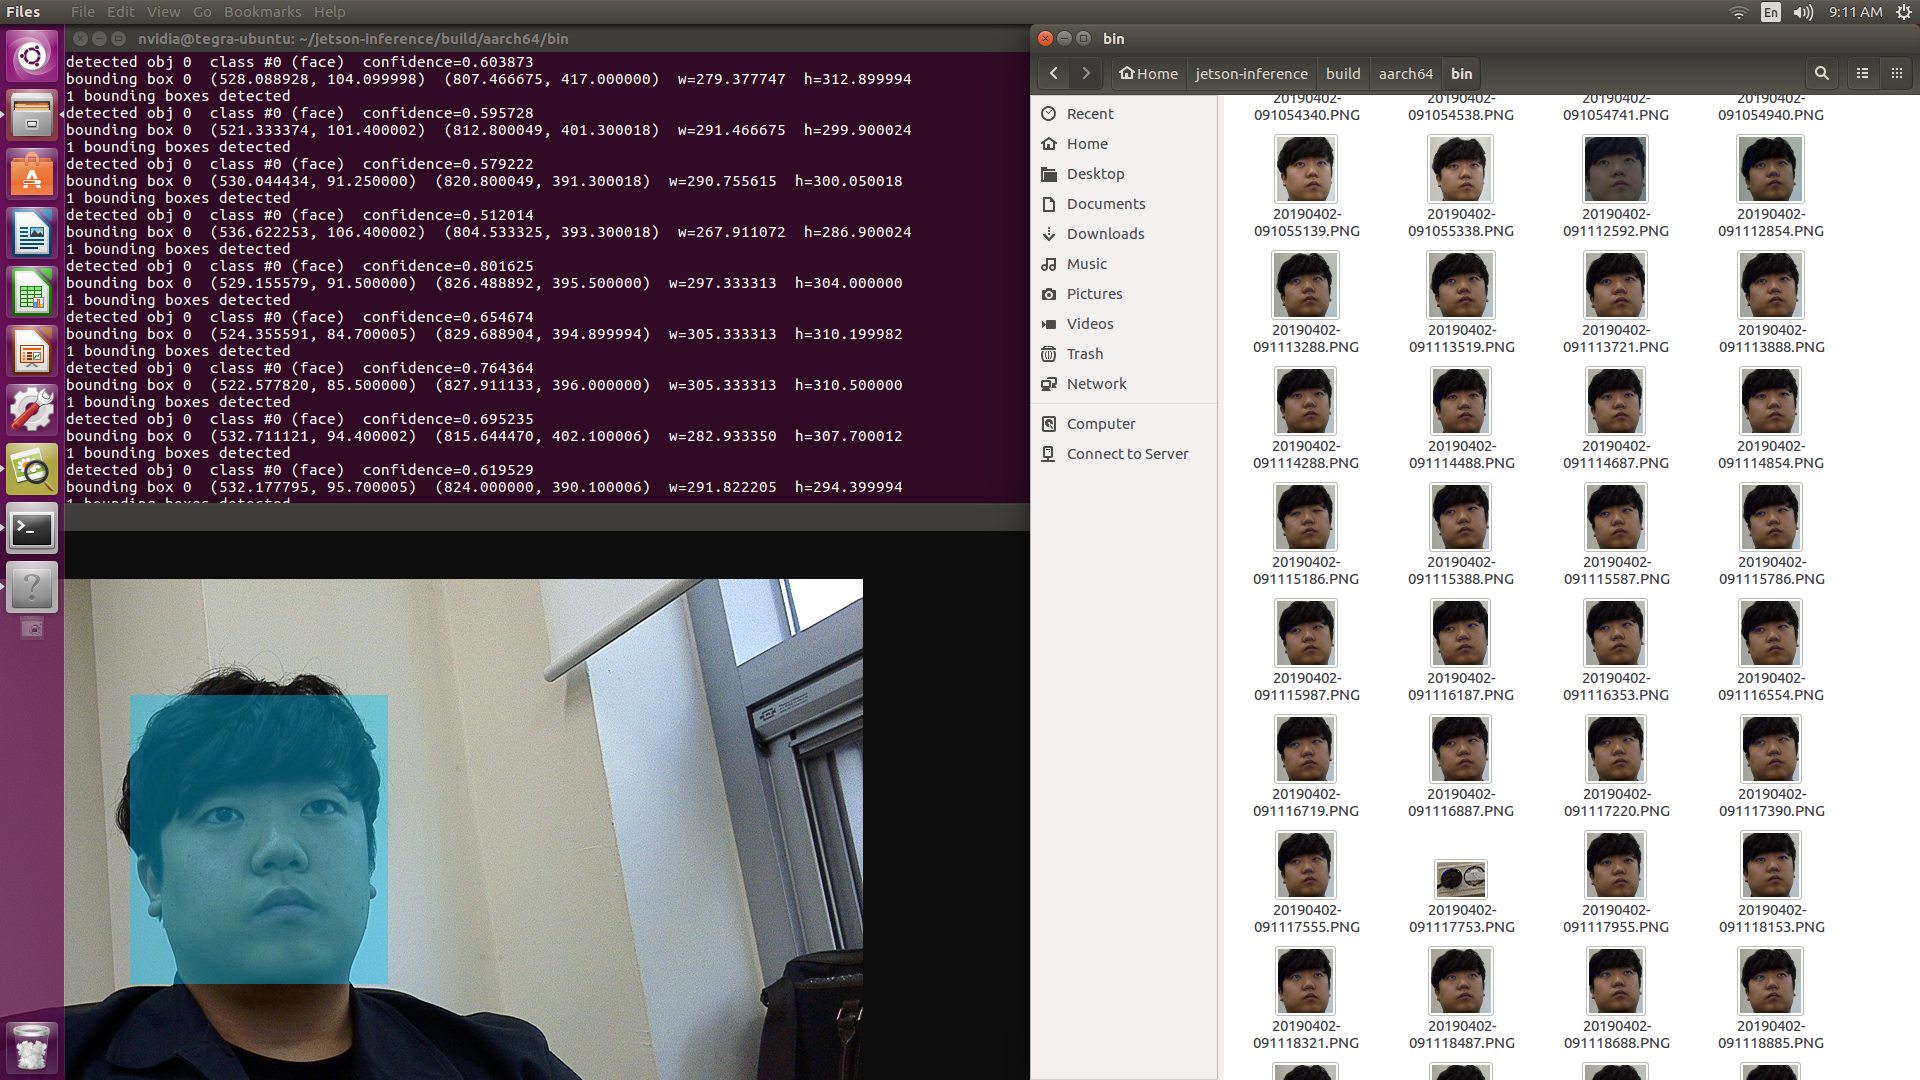 Files File Edit View Go Bookmarks Help En 9:11 AM
nvidia@tegra-ubuntu: ~/jetson-inference/build/aarch64/bin
detected obj 0 class #0 (face) confidence=0.603873
bounding box 0 (528.088928, 104.099998) (807.466675, 417.000000) w=279.377747 h=312.899994
1 bounding boxes detected
detected obj 0 class #0 (face) confidence=0.595728
bounding box 0 (521.333374, 101.400002) (812.800049, 401.300018) w=291.466675 h=299.900024
1 bounding boxes detected
detected obj 0 class #0 (face) confidence=0.579222
bounding box 0 (530.044434, 91.250000) (820.800049, 391.300018) w=290.755615 h=300.050018
1 bounding boxes detected
detected obj 0 class #0 (face) confidence=0.512014
bounding box 0 (536.622253, 106.400002) (804.533325, 393.300018) w=267.911072 h=286.900024
1 bounding boxes detected
detected obj 0 class #0 (face) confidence=0.801625
bounding box 0 (529.155579, 91.500000) (826.488892, 395.500000) w=297.333313 h=304.000000
1 bounding boxes detected
detected obj 0 class #0 (face) confidence=0.654674
bounding box 0 (524.355591, 84.700005) (829.688904, 394.899994) w=305.333313 h=310.199982
1 bounding boxes detected
detected obj 0 class #0 (face) confidence=0.764364
bounding box 0 (522.577820, 85.500000) (827.911133, 396.000000) w=305.333313 h=310.500000
1 bounding boxes detected
detected obj 0 class #0 (face) confidence=0.695235
bounding box 0 (532.711121, 94.400002) (815.644470, 402.100006) w=282.933350 h=307.700012
1 bounding boxes detected
detected obj 0 class #0 (face) confidence=0.619529
bounding box 0 (532.177795, 95.700005) (824.000000, 390.100006) w=291.822205 h=294.399994
1 bounding boxes detected
bin
Home jetson-inference build aarch64 bin
Recent
Home
Desktop
Documents
Downloads
Music
Pictures
Videos
Trash
Network
Computer
Connect to Server
20190402- 20190402- 20190402- 20190402-
091054340.PNG 091054538.PNG 091054741.PNG 091054940.PNG
20190402- 20190402- 20190402- 20190402-
091055139.PNG 091055338.PNG 091112592.PNG 091112854.PNG
20190402- 20190402- 20190402- 20190402-
091113288.PNG 091113519.PNG 091113721.PNG 091113888.PNG
20190402- 20190402- 20190402- 20190402-
091114288.PNG 091114488.PNG 091114687.PNG 091114854.PNG
20190402- 20190402- 20190402- 20190402-
091115186.PNG 091115388.PNG 091115587.PNG 091115786.PNG
20190402- 20190402- 20190402- 20190402-
091115987.PNG 091116187.PNG 091116353.PNG 091116554.PNG
20190402- 20190402- 20190402- 20190402-
091116719.PNG 091116887.PNG 091117220.PNG 091117390.PNG
20190402- 20190402- 20190402- 20190402-
091117555.PNG 091117753.PNG 091117955.PNG 091118153.PNG
20190402- 20190402- 20190402- 20190402-
091118321.PNG 091118487.PNG 091118688.PNG 091118885.PNG